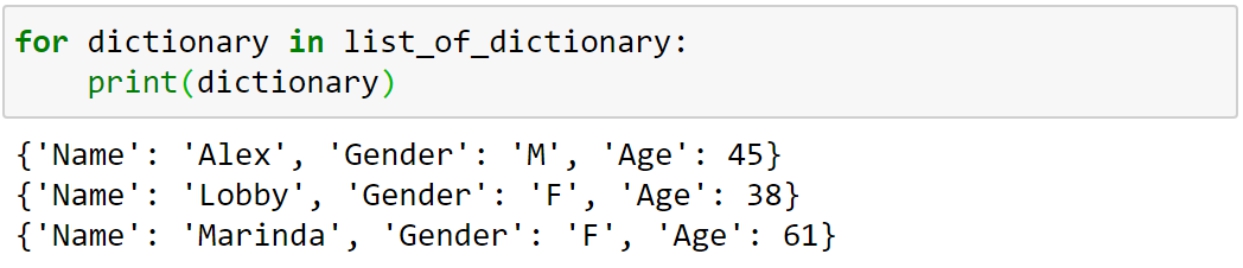 for dictionary in list_of_dictionary:
    print(dictionary)
{'Name': 'Alex', 'Gender': 'M', 'Age': 45}
{'Name': 'Lobby', 'Gender': 'F', 'Age': 38}
{'Name': 'Marinda', 'Gender': 'F', 'Age': 61}